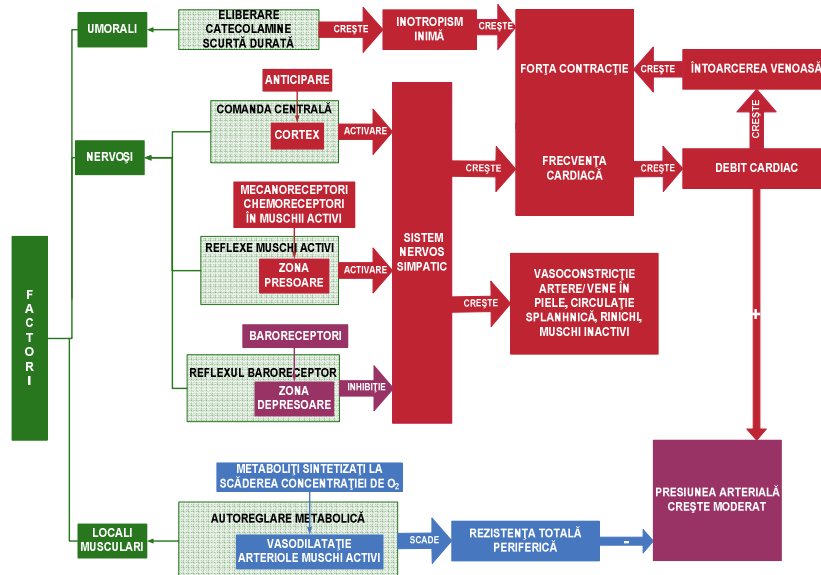 UMORALI
ELIBERARE
CATECOLAMINE
SCURTĂ DURATĂ
CREŞTE
INOTROPISM
INIMĂ
CREŞTE
FORŢA CONTRACŢIE
CREŞTE
ÎNTOARCEREA VENOASĂ
ANTICIPARE
COMANDA CENTRALĂ
CORTEX
ACTIVARE
CREŞTE
NERVOŞI
CREŞTE
FRECVENŢA
CARDIACĂ
CREŞTE
DEBIT CARDIAC
MECANORECEPTORI
CHEMORECEPTORI
ÎN MUSCHII ACTIVI
REFLEXE MUSCHI ACTIVI
ZONA
PRESOARE
ACTIVARE
SISTEM
NERVOS
SIMPATIC
CREŞTE
VASOCONSTRICŢIE
ARTERE/ VENE ÎN
PIELE, CIRCULAŢIE
SPLANHNICĂ, RINICHI,
MUSCHI INACTIVI
F
A
C
T
O
R
I
+
BARORECEPTORI
REFLEXUL BARORECEPTOR
ZONA
DEPRESOARE
INHIBIŢIE
METABOLIŢI SINTETIZAŢI LA
SCĂDEREA CONCENTRAŢIEI DE O₂
LOCALI
MUSCULARI
AUTOREGLARE METABOLICĂ
VASODILATAŢIE
ARTERIOLE MUSCHI ACTIVI
SCADE
REZISTENŢA TOTALĂ
PERIFERICĂ
-
PRESIUNEA ARTERIALĂ
CREŞTE MODERAT